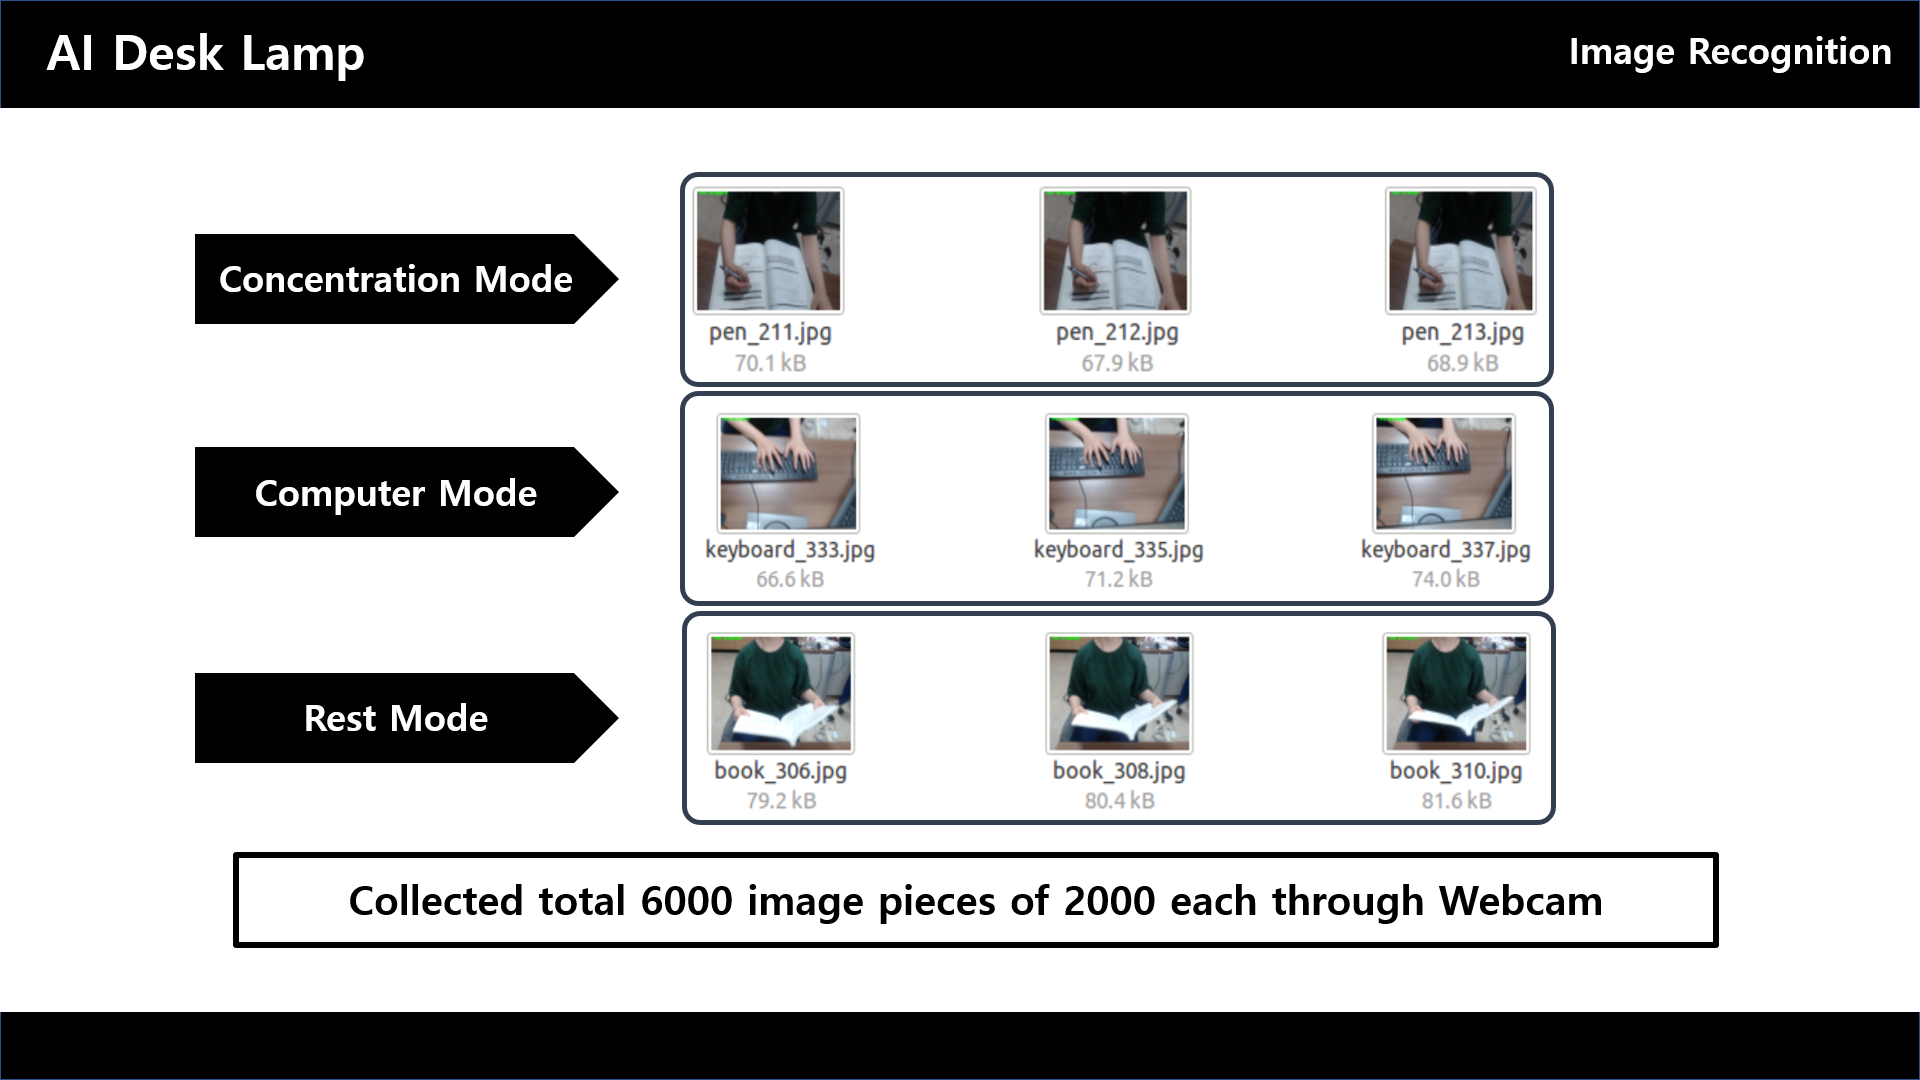 AI Desk Lamp
Image Recognition
Concentration Mode
pen_211.jpg
70.1 kB
pen_212.jpg
67.9 kB
pen_213.jpg
68.9 kB
Computer Mode
keyboard_333.jpg
66.6 kB
keyboard_335.jpg
71.2 kB
keyboard_337.jpg
74.0 kB
Rest Mode
book_306.jpg
79.2 kB
book_308.jpg
80.4 kB
book_310.jpg
81.6 kB
Collected total 6000 image pieces of 2000 each through Webcam